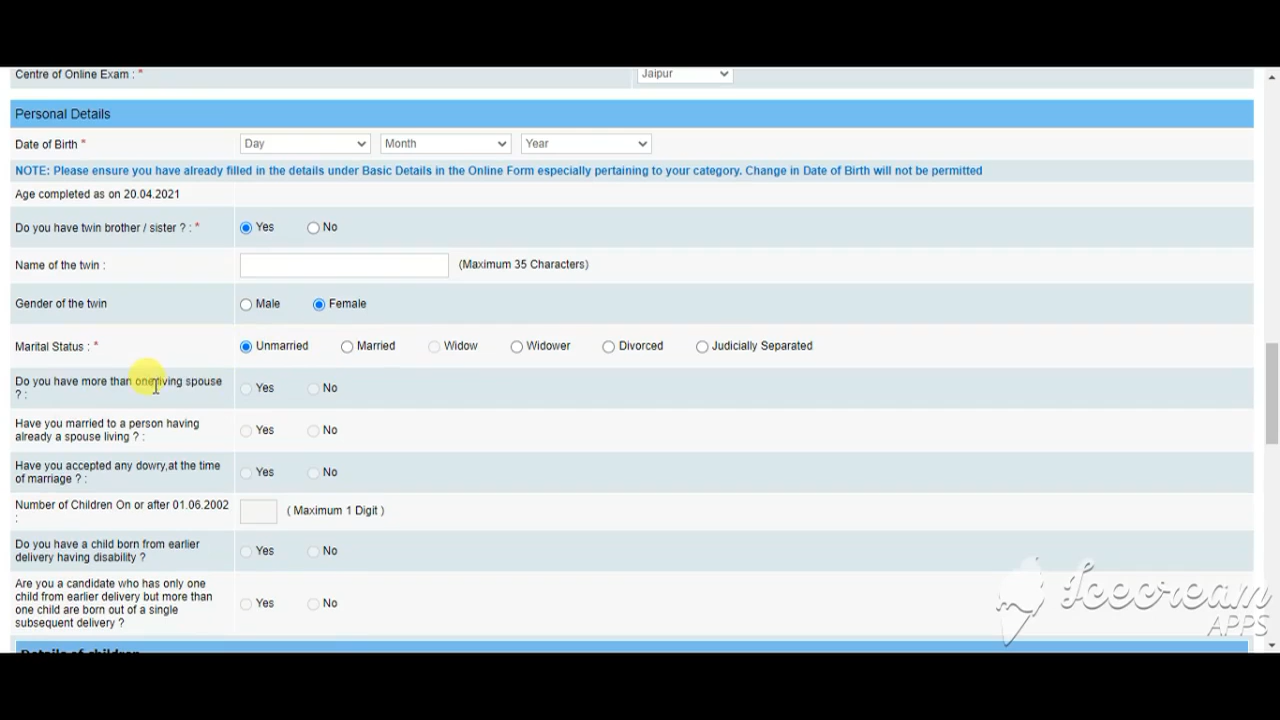 Centre of Online Exam : * Jaipur
Personal Details
Date of Birth * Day Month Year
NOTE: Please ensure you have already filled in the details under Basic Details in the Online Form especially pertaining to your category. Change in Date of Birth will not be permitted
Age completed as on 20.04.2021
Do you have twin brother / sister ? : * Yes No
Name of the twin : (Maximum 35 Characters)
Gender of the twin Male Female
Marital Status : * Unmarried Married Widow Widower Divorced Judicially Separated
Do you have more than one living spouse
? : Yes No
Have you married to a person having
already a spouse living ? : Yes No
Have you accepted any dowry,at the time
of marriage ? : Yes No
Number of Children On or after 01.06.2002
: ( Maximum 1 Digit )
Do you have a child born from earlier
delivery having disability ? Yes No
Are you a candidate who has only one
child from earlier delivery but more than
one child are born out of a single
subsequent delivery ? Yes No
Details of children
Icecream
APPS